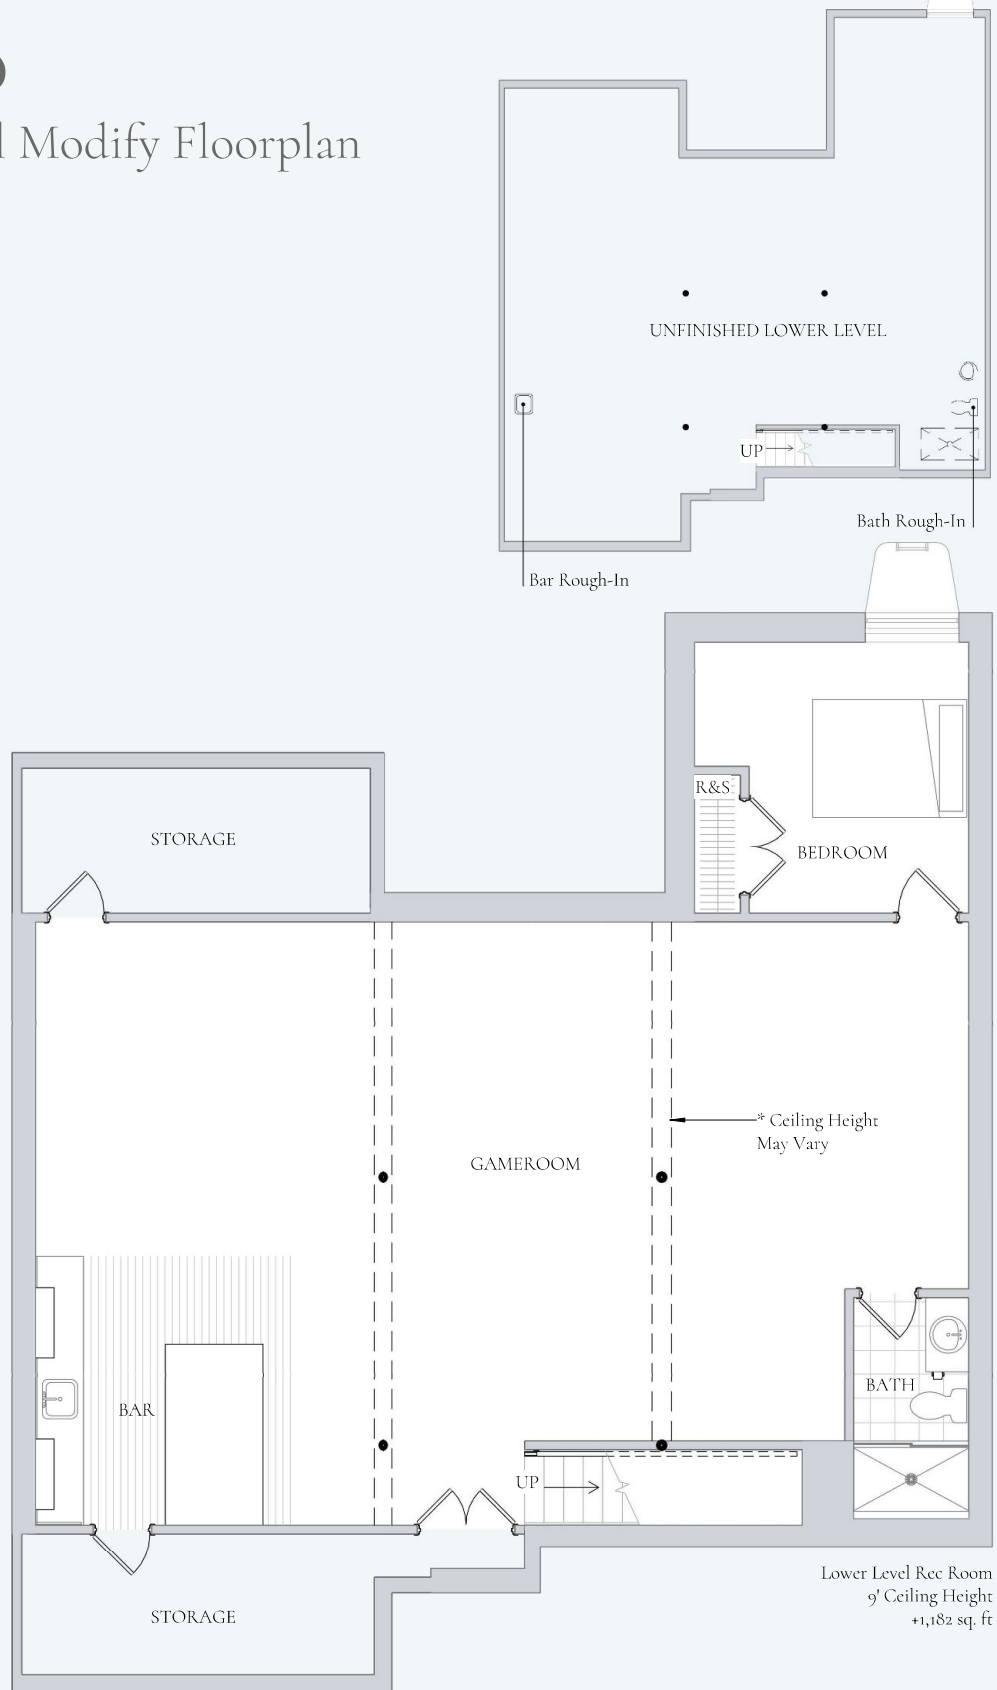 Modify Floorplan
UNFINISHED LOWER LEVEL
UP
Bath Rough-In
Bar Rough-In
R&S
STORAGE
BEDROOM
* Ceiling Height
May Vary
GAMEROOM
BATH
BAR
UP
Lower Level Rec Room
9' Ceiling Height
+1,182 sq. ft
STORAGE